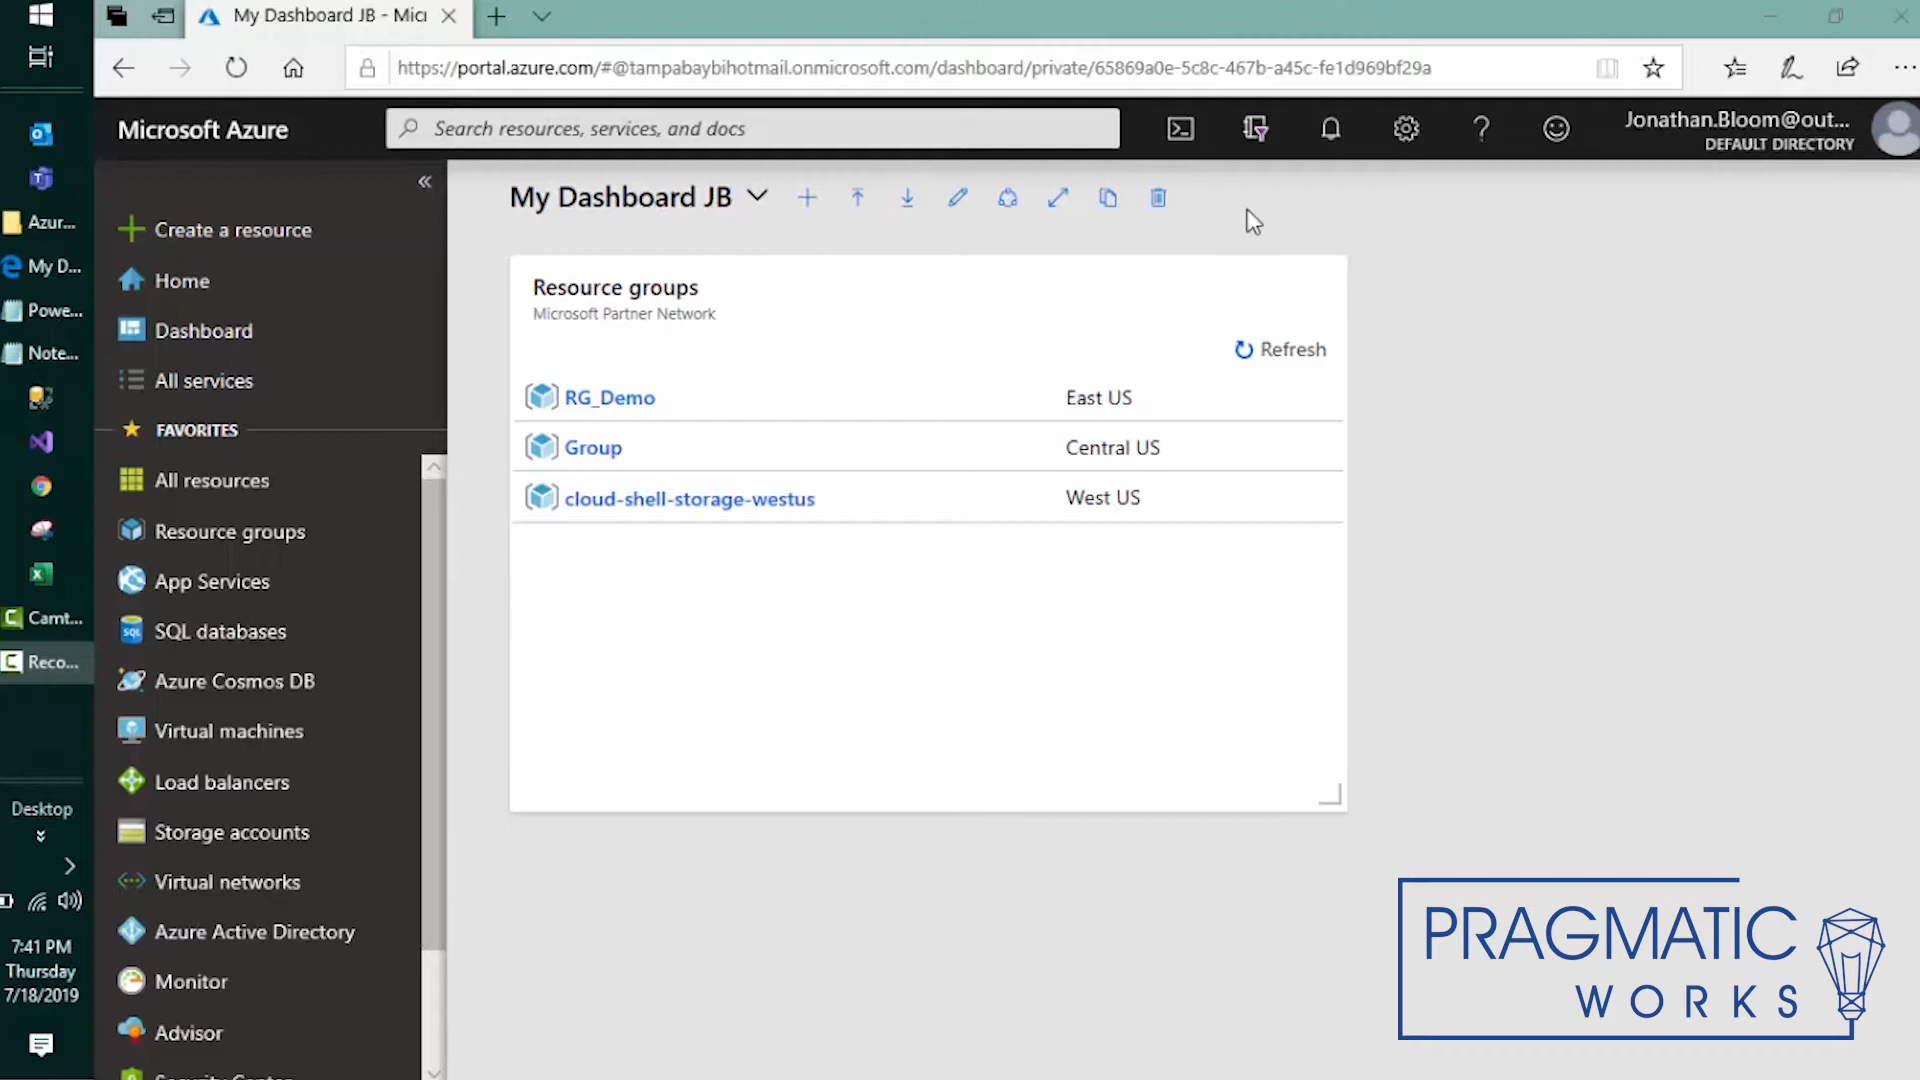 My Dashboard JB - Mic
https://portal.azure.com/#@tampabaybihotmail.onmicrosoft.com/dashboard/private/65869a0e-5c8c-467b-a45c-fe1d969bf29a
Microsoft Azure
Search resources, services, and docs
Jonathan.Bloom@out...
DEFAULT DIRECTORY
Azur...
My D...
Powe...
Note...
Camt...
Reco...
Desktop
7:41 PM
Thursday
7/18/2019
Create a resource
Home
Dashboard
All services
FAVORITES
All resources
Resource groups
App Services
SQL
SQL databases
Azure Cosmos DB
Virtual machines
Load balancers
Storage accounts
Virtual networks
Azure Active Directory
Monitor
Advisor
My Dashboard JB
Resource groups
Microsoft Partner Network
Refresh
RG_Demo East US
Group Central US
cloud-shell-storage-westus West US
PRAGMATIC
WORKS